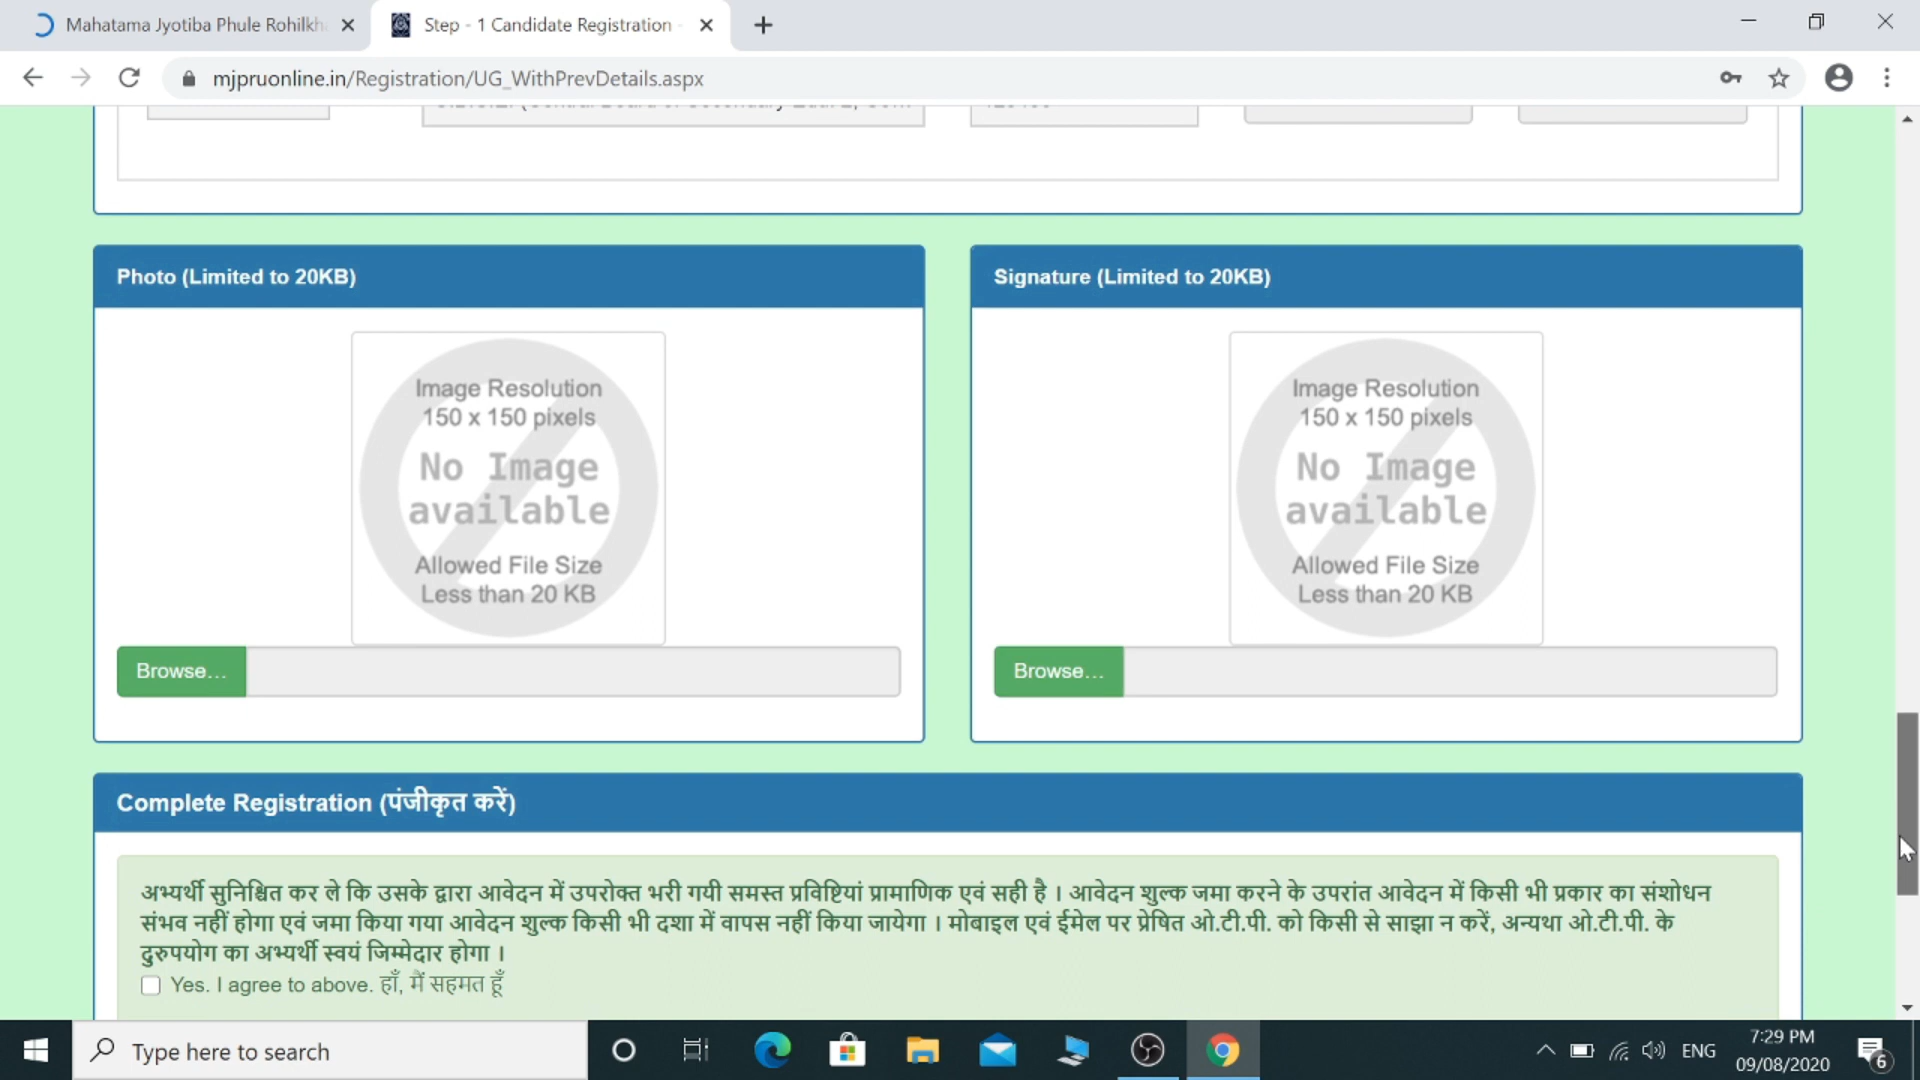 Mahatama Jyotiba Phule Rohilkh
Step - 1 Candidate Registration -
mjpruonline.in/Registration/UG_WithPrevDetails.aspx
Photo (Limited to 20KB)
Signature (Limited to 20KB)
Image Resolution
150 x 150 pixels
No Image
available
Allowed File Size
Less than 20 KB
Image Resolution
150 x 150 pixels
No Image
available
Allowed File Size
Less than 20 KB
Browse...
Browse...
Complete Registration (पंजीकृत करें)
अभ्यर्थी सुनिश्चित कर ले कि उसके द्वारा आवेदन में उपरोक्त भरी गयी समस्त प्रविष्टियां प्रामाणिक एवं सही है । आवेदन शुल्क जमा करने के उपरांत आवेदन में किसी भी प्रकार का संशोधन
संभव नहीं होगा एवं जमा किया गया आवेदन शुल्क किसी भी दशा में वापस नहीं किया जायेगा । मोबाइल एवं ईमेल पर प्रेषित ओ.टी.पी. को किसी से साझा न करें, अन्यथा ओ.टी.पी. के
दुरुपयोग का अभ्यर्थी स्वयं जिम्मेदार होगा ।
Yes. I agree to above. हाँ, मैं सहमत हूँ
Type here to search
ENG
7:29 PM
09/08/2020
6